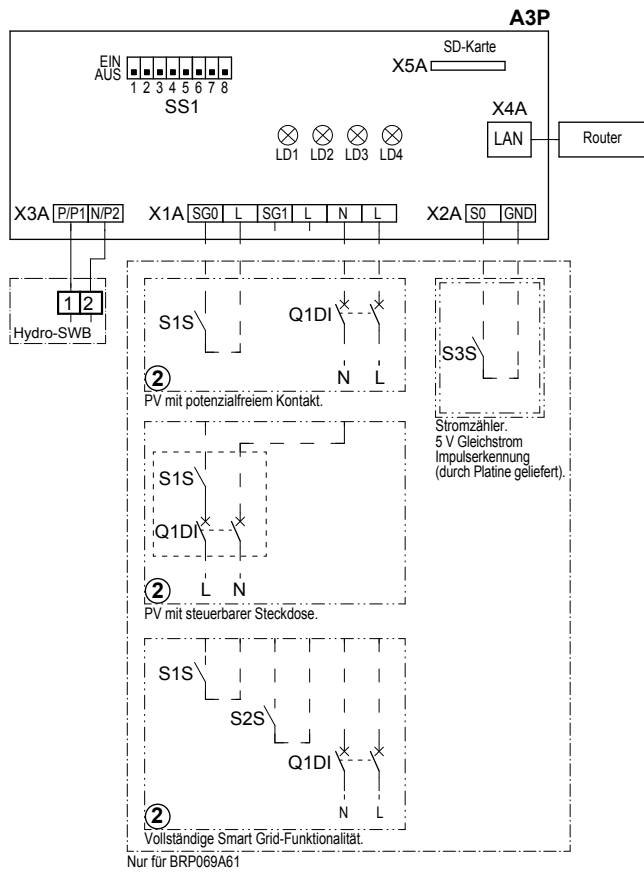 A3P
SD-Karte
X5A
EIN
AUS
1 2 3 4 5 6 7 8
SS1
X4A
LAN
Router
LD1 LD2 LD3 LD4
X3A P/P1 N/P2
X1A SG0 L SG1 L N L
X2A S0 GND
1 2
Hydro-SWB
S1S
Q1DI
N L
2
PV mit potenzialfreiem Kontakt.
S3S
Stromzähler.
5 V Gleichstrom
Impulserkennung
(durch Platine geliefert).
S1S
Q1DI
L N
2
PV mit steuerbarer Steckdose.
S1S
S2S
Q1DI
N L
2
Vollständige Smart Grid-Funktionalität.
Nur für BRP069A61